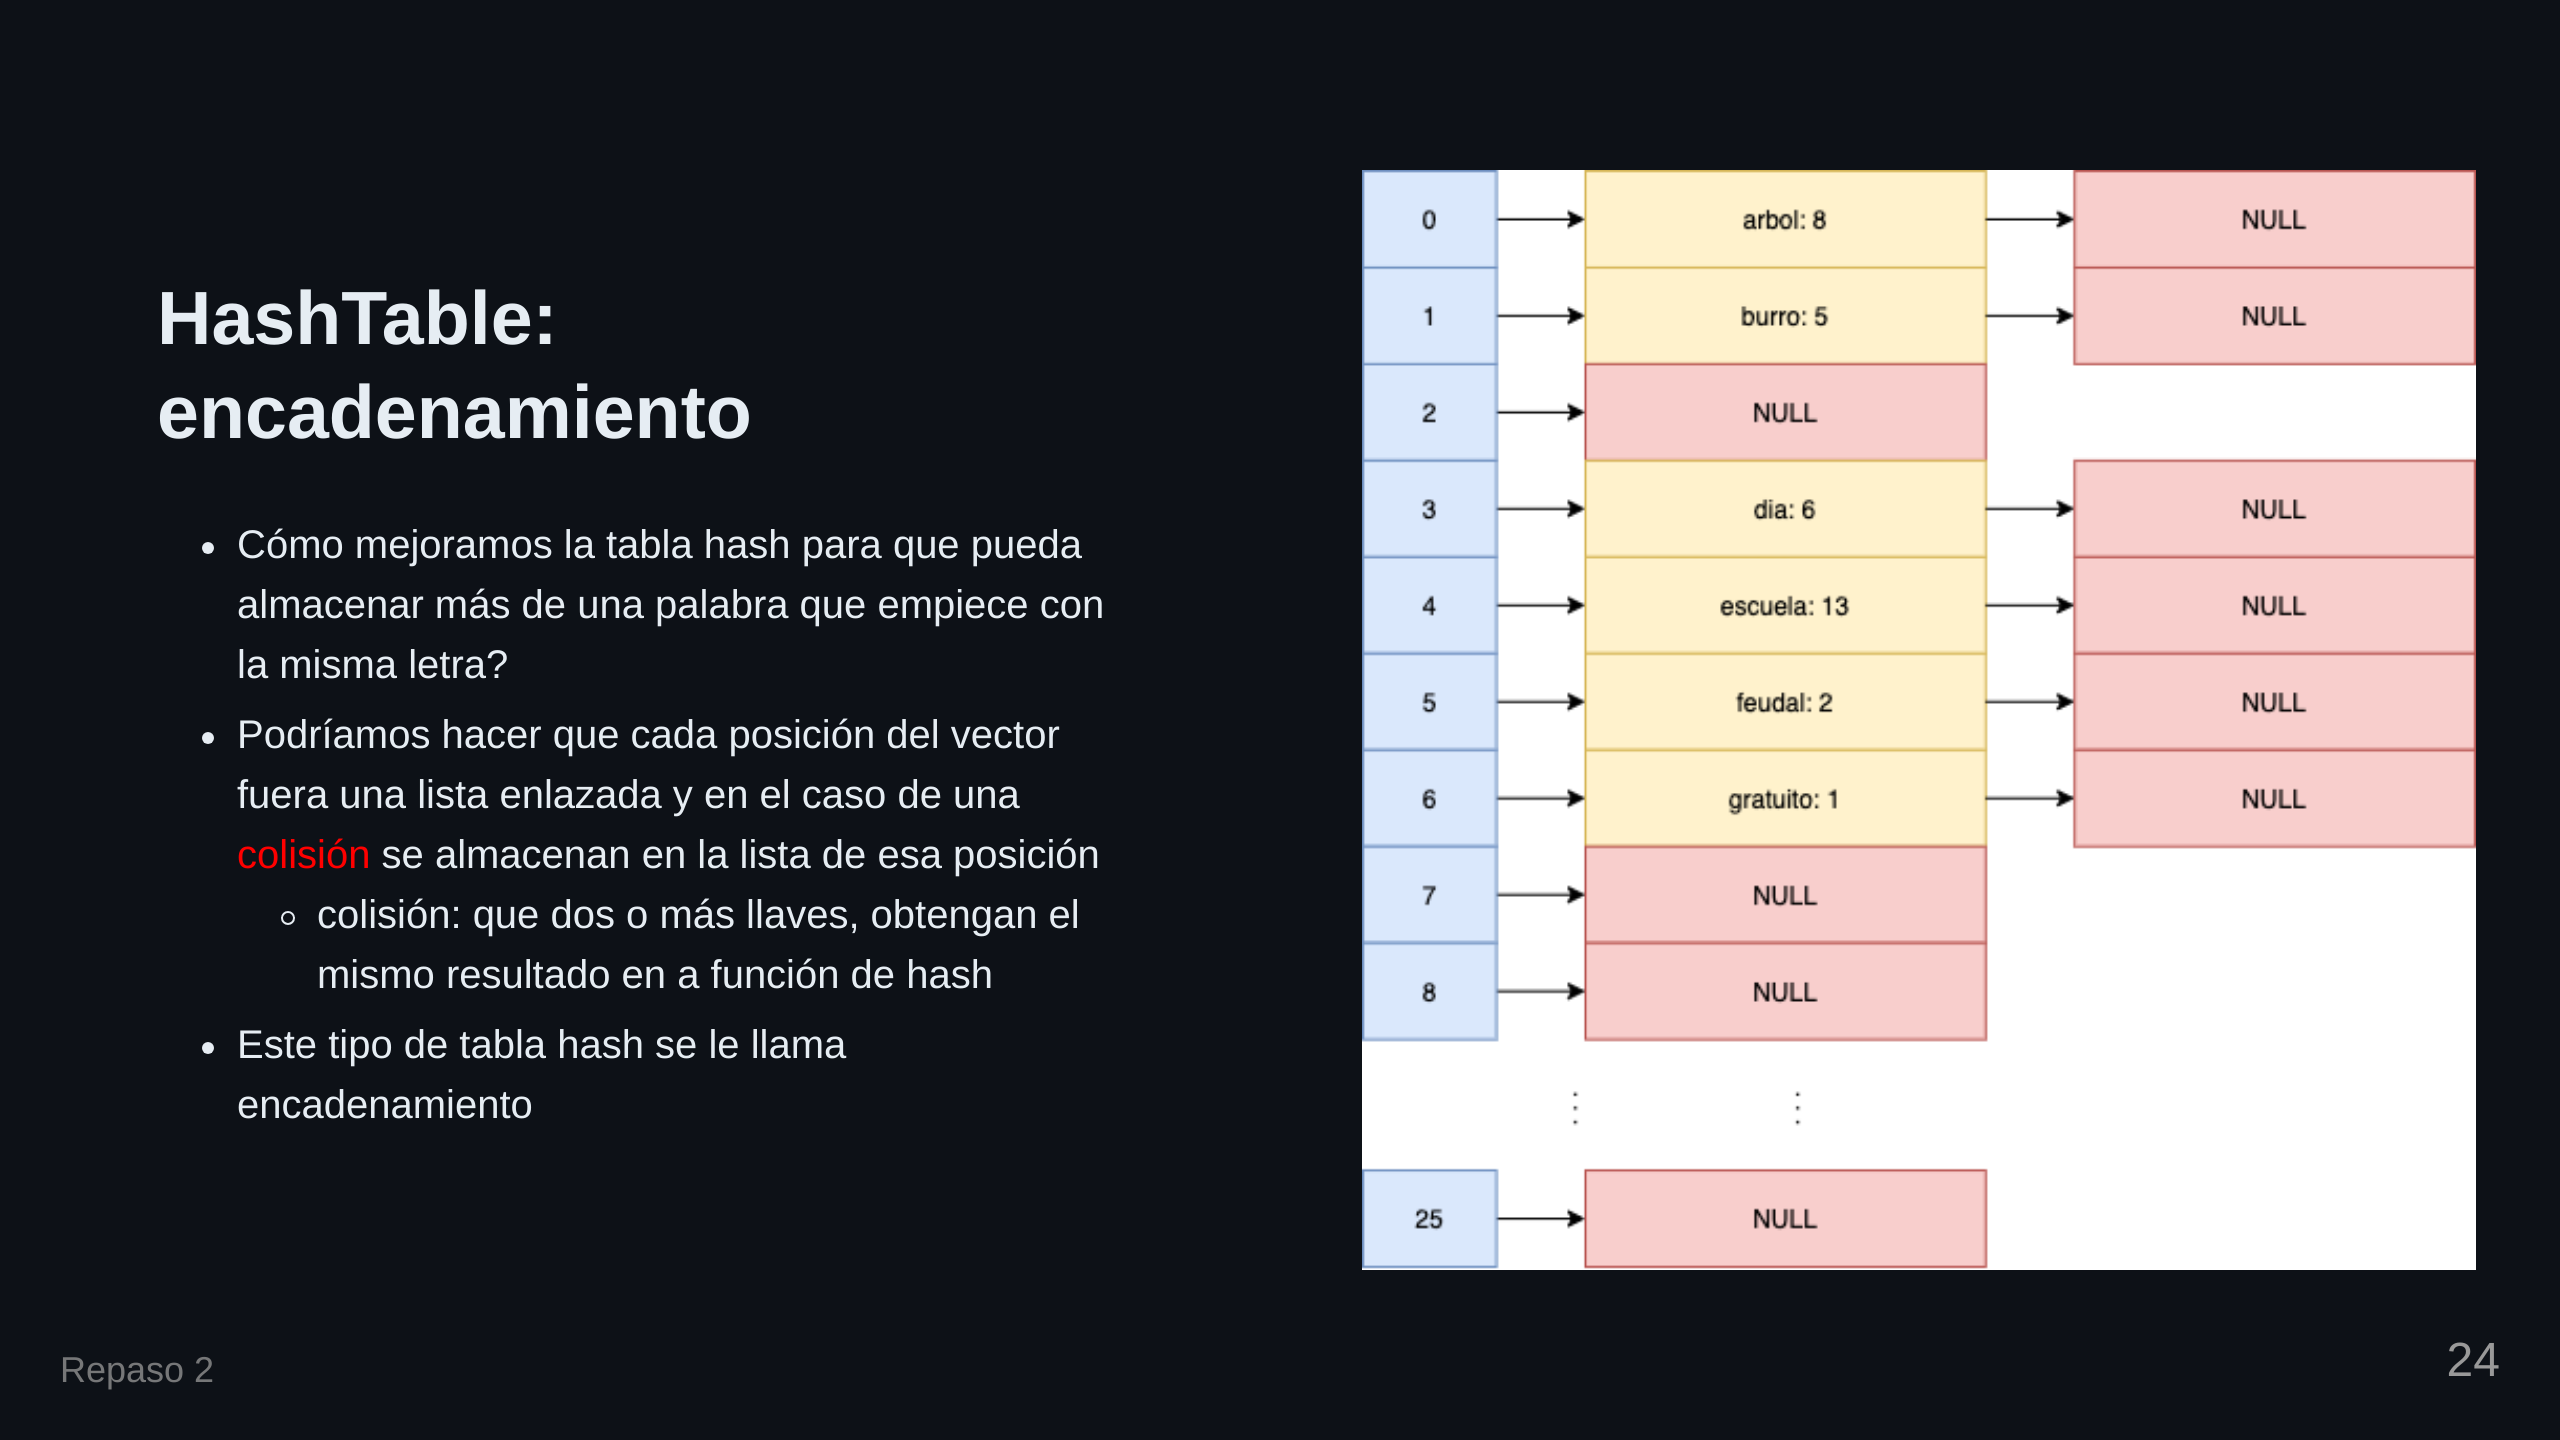 HashTable:
encadenamiento
Cómo mejoramos la tabla hash para que pueda
almacenar más de una palabra que empiece con
la misma letra?
Podríamos hacer que cada posición del vector
fuera una lista enlazada y en el caso de una
colisión se almacenan en la lista de esa posición
colisión: que dos o más llaves, obtengan el
mismo resultado en a función de hash
Este tipo de tabla hash se le llama
encadenamiento
0 arbol: 8 NULL
1 burro: 5 NULL
2 NULL
3 dia: 6 NULL
4 escuela: 13 NULL
5 feudal: 2 NULL
6 gratuito: 1 NULL
7 NULL
8 NULL
25 NULL
Repaso 2
24